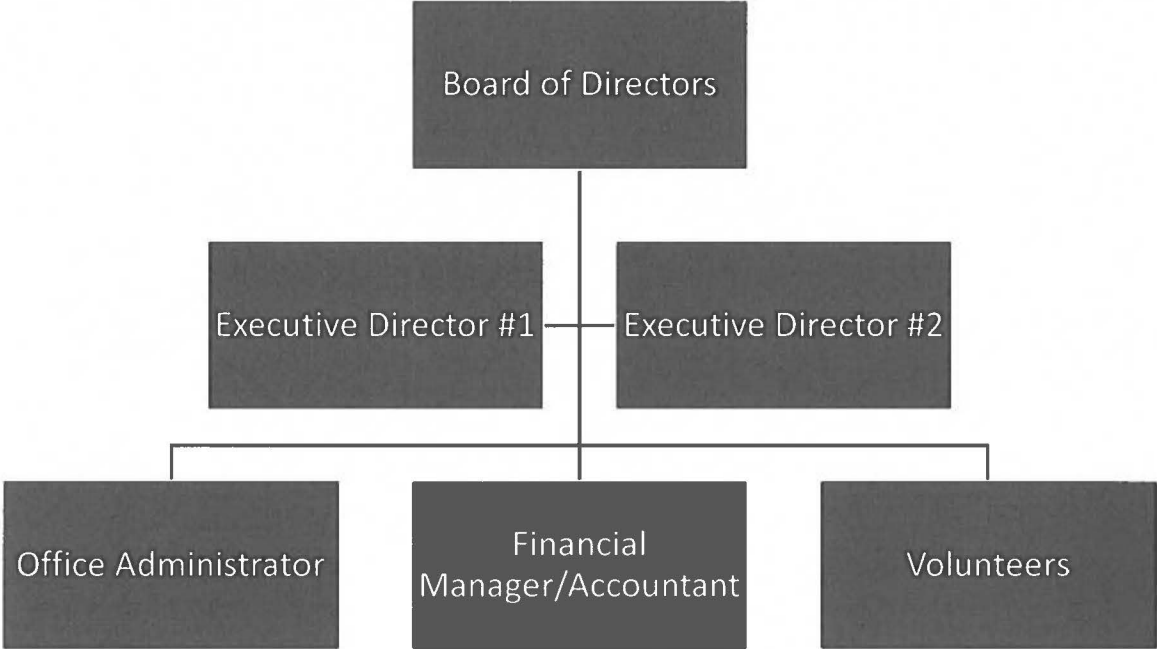 Board of Directors
Executive Director #1
Executive Director #2
Office Administrator
Financial
Manager/Accountant
Volunteers